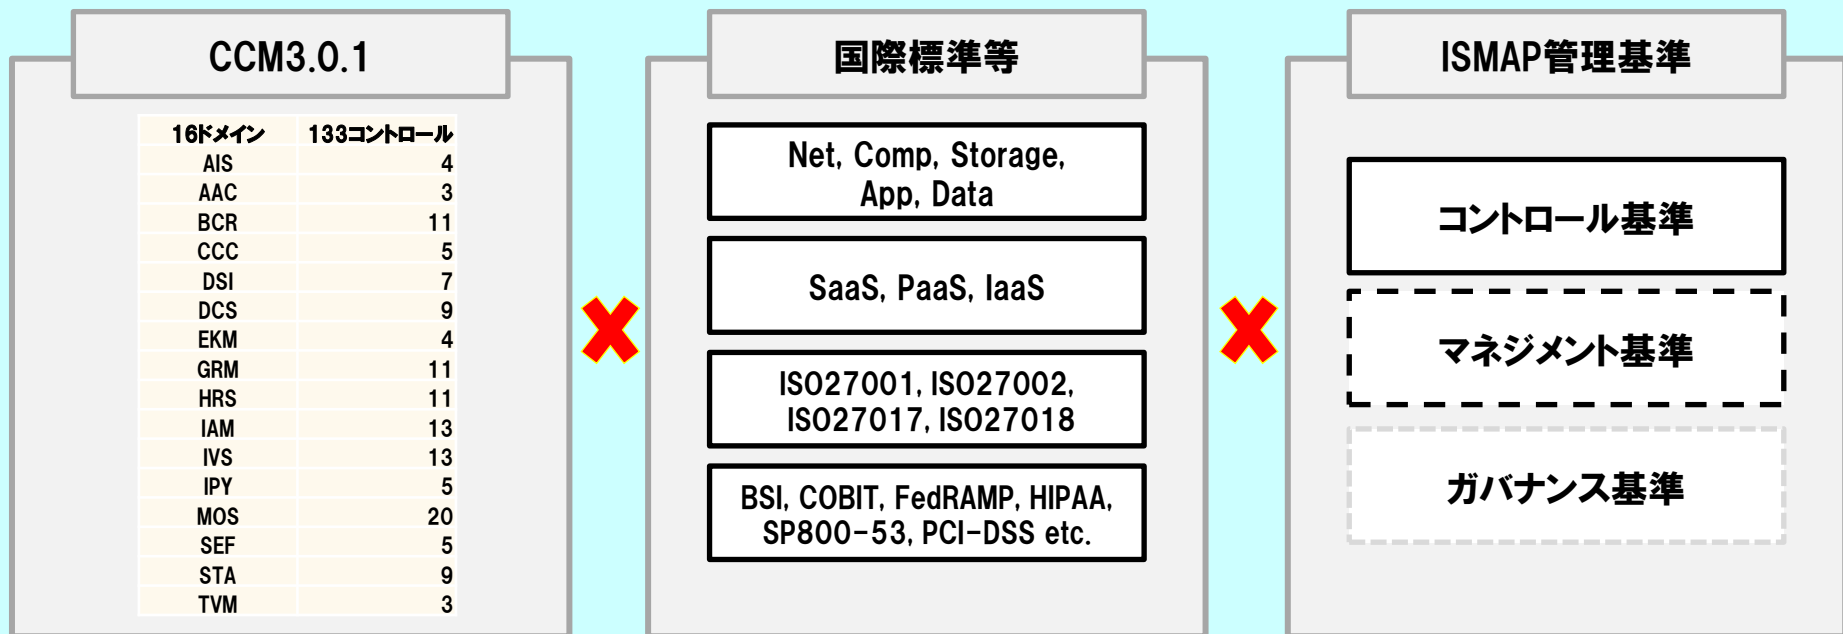 CCM3.0.1
16ドメイン 133コントロール
AIS 4
AAC 3
BCR 11
CCC 5
DSI 7
DCS 9
EKM 4
GRM 11
HRS 11
IAM 13
IVS 13
IPY 5
MOS 20
SEF 5
STA 9
TVM 3
国際標準等
Net, Comp, Storage,
App, Data
SaaS, PaaS, IaaS
ISO27001, ISO27002,
ISO27017, ISO27018
BSI, COBIT, FedRAMP, HIPAA,
SP800-53, PCI-DSS etc.
ISMAP管理基準
コントロール基準
マネジメント基準
ガバナンス基準